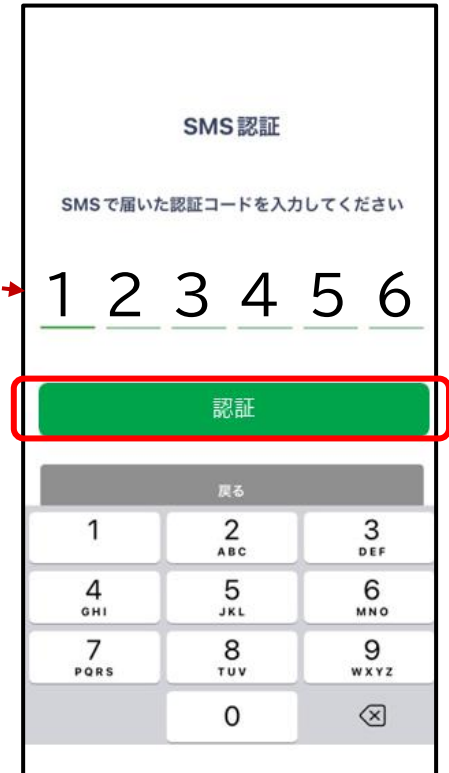 SMS認証
SMSで届いた認証コードを入力してください
1 2 3 4 5 6
認証
戻る
1 2 3
ABC DEF
4 5 6
GHI JKL MNO
7 8 9
PQRS TUV WXYZ
0